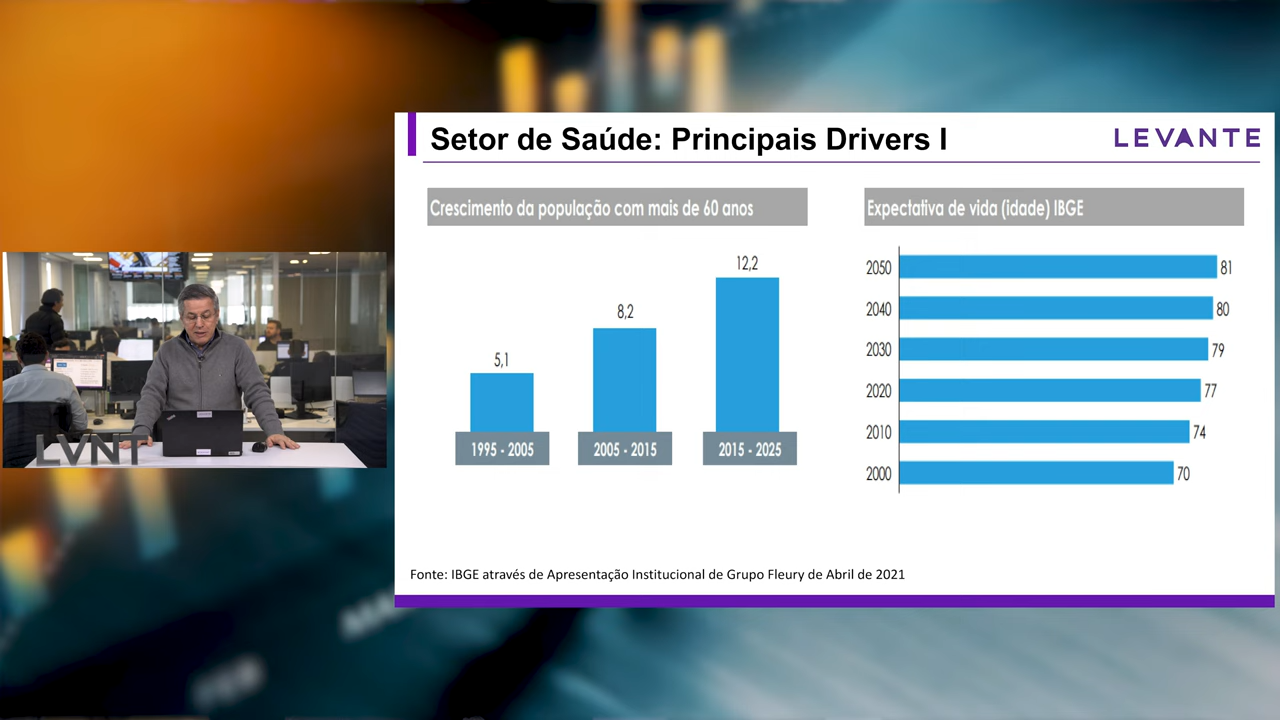 Setor de Saúde: Principais Drivers I
LEVANTE
Crescimento da população com mais de 60 anos
5,1
8,2
12,2
1995 - 2005
2005 - 2015
2015 - 2025
Expectativa de vida (idade) IBGE
2050 81
2040 80
2030 79
2020 77
2010 74
2000 70
Fonte: IBGE através de Apresentação Institucional de Grupo Fleury de Abril de 2021
LVNT